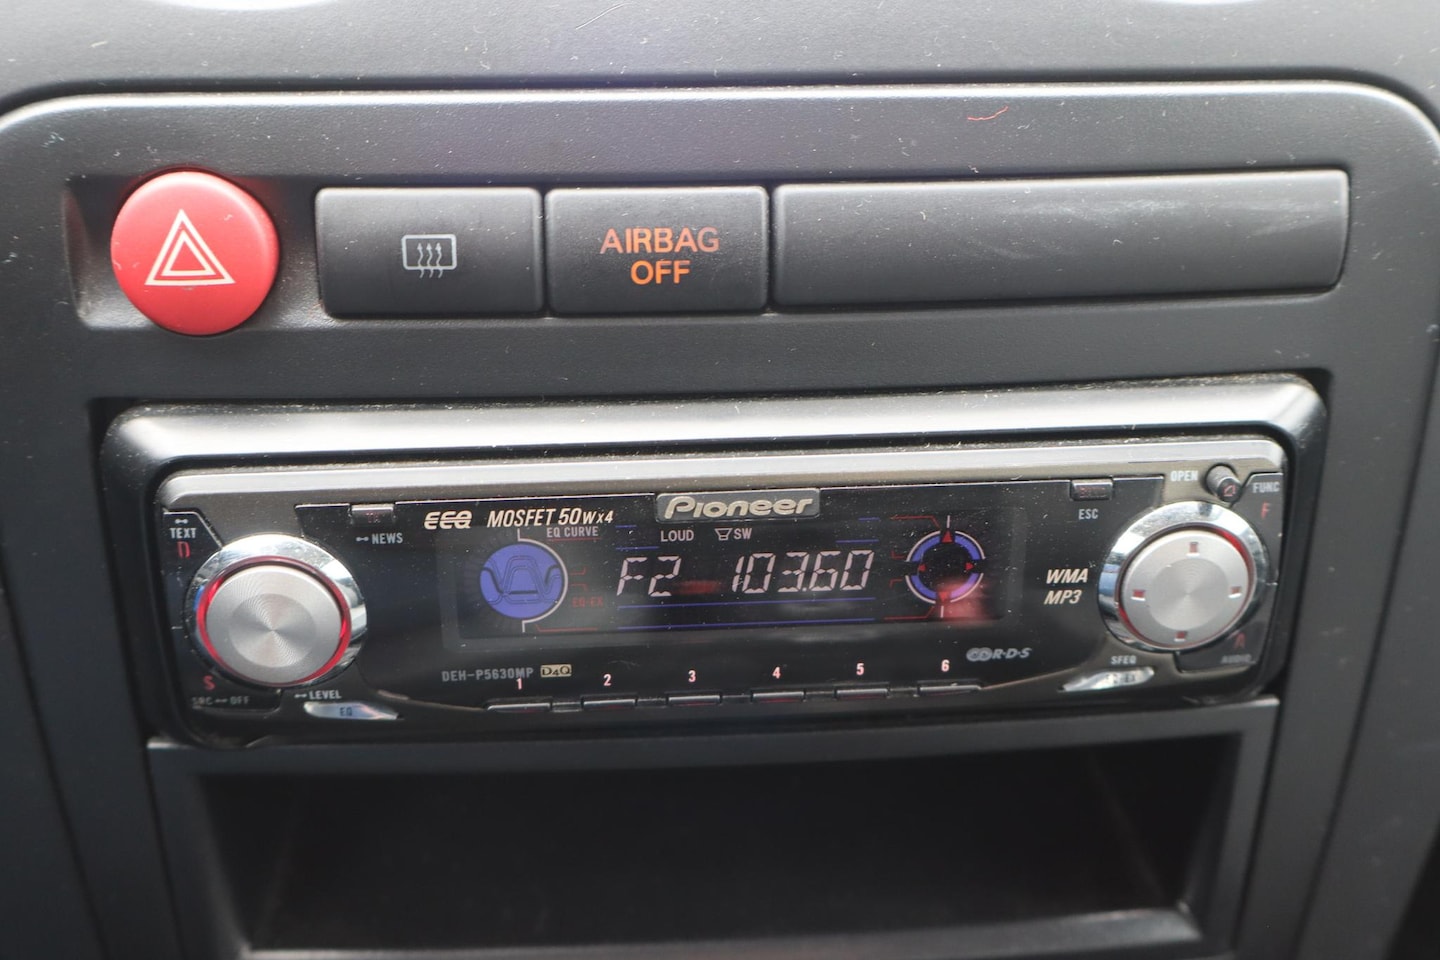 AIRBAG
OFF
OPEN
FUNC
TEXT
D
NEWS
EEQ MOSFET 50Wx4
Pioneer
EQ CURVE
LOUD SW
ESC
F
F2 103.60
EQ-EX
WMA
MP3
DEH-P5630MP D4Q
R·D·S
1 2 3 4 5 6
S
SRC OFF
LEVEL
EQ
SFEQ
A
AUDIO